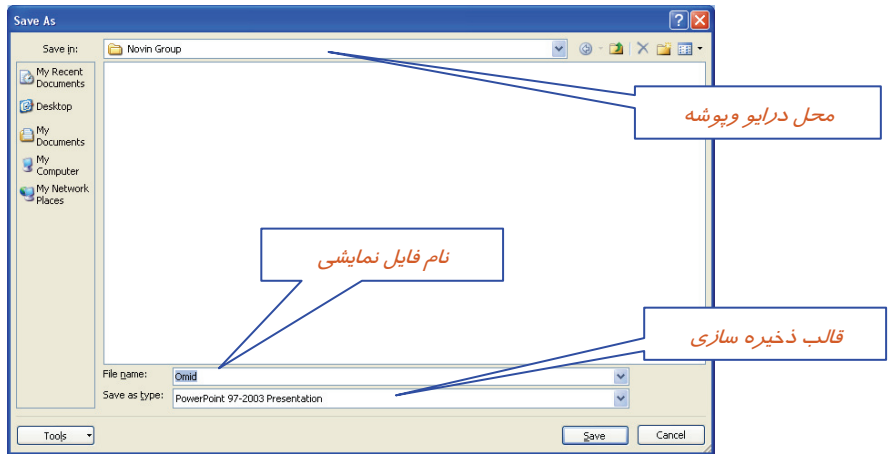 Save As
Save in:
Novin Group
My Recent
Documents
Desktop
My
Documents
My
Computer
My Network
Places
محل درایو وپوشه
نام فایل نمایشی
قالب ذخیره سازی
File name:
Omid
Save as type:
PowerPoint 97-2003 Presentation
Tools
Save
Cancel